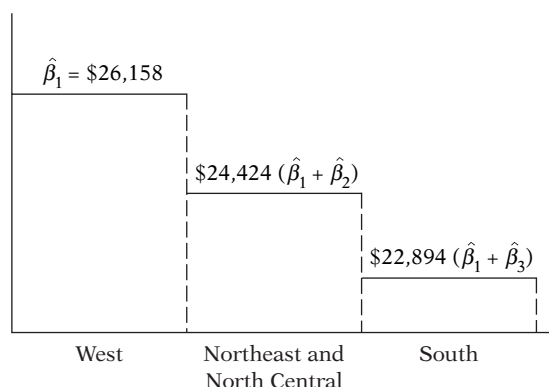 β̂₁ = $26,158
$24,424 (β̂₁ + β̂₂)
$22,894 (β̂₁ + β̂₃)
West
Northeast and
North Central
South